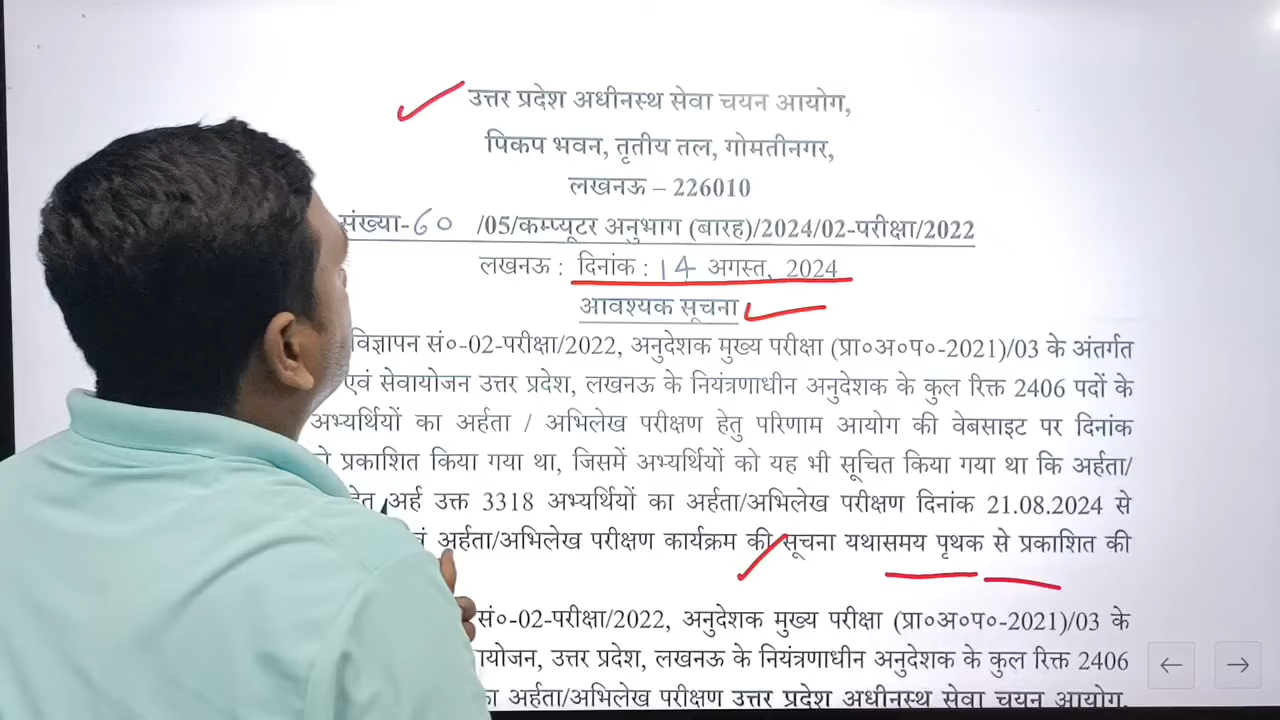 उत्तर प्रदेश अधीनस्थ सेवा चयन आयोग,
पिकप भवन, तृतीय तल, गोमतीनगर,
लखनऊ – 226010
संख्या-60 /05/कम्प्यूटर अनुभाग (बारह)/2024/02-परीक्षा/2022
लखनऊ : दिनांक : 14 अगस्त, 2024
आवश्यक सूचना
विज्ञापन सं०-02-परीक्षा/2022, अनुदेशक मुख्य परीक्षा (प्रा०अ०प०-2021)/03 के अंतर्गत
एवं सेवायोजन उत्तर प्रदेश, लखनऊ के नियंत्रणाधीन अनुदेशक के कुल रिक्त 2406 पदों के
अभ्यर्थियों का अर्हता / अभिलेख परीक्षण हेतु परिणाम आयोग की वेबसाइट पर दिनांक
प्रकाशित किया गया था, जिसमें अभ्यर्थियों को यह भी सूचित किया गया था कि अर्हता/
अर्ह उक्त 3318 अभ्यर्थियों का अर्हता/अभिलेख परीक्षण दिनांक 21.08.2024 से
अर्हता/अभिलेख परीक्षण कार्यक्रम की सूचना यथासमय पृथक से प्रकाशित की
सं०-02-परीक्षा/2022, अनुदेशक मुख्य परीक्षा (प्रा०अ०प०-2021)/03 के
उत्तर प्रदेश, लखनऊ के नियंत्रणाधीन अनुदेशक के कुल रिक्त 2406
अर्हता/अभिलेख परीक्षण उत्तर प्रदेश अधीनस्थ सेवा चयन आयोग,